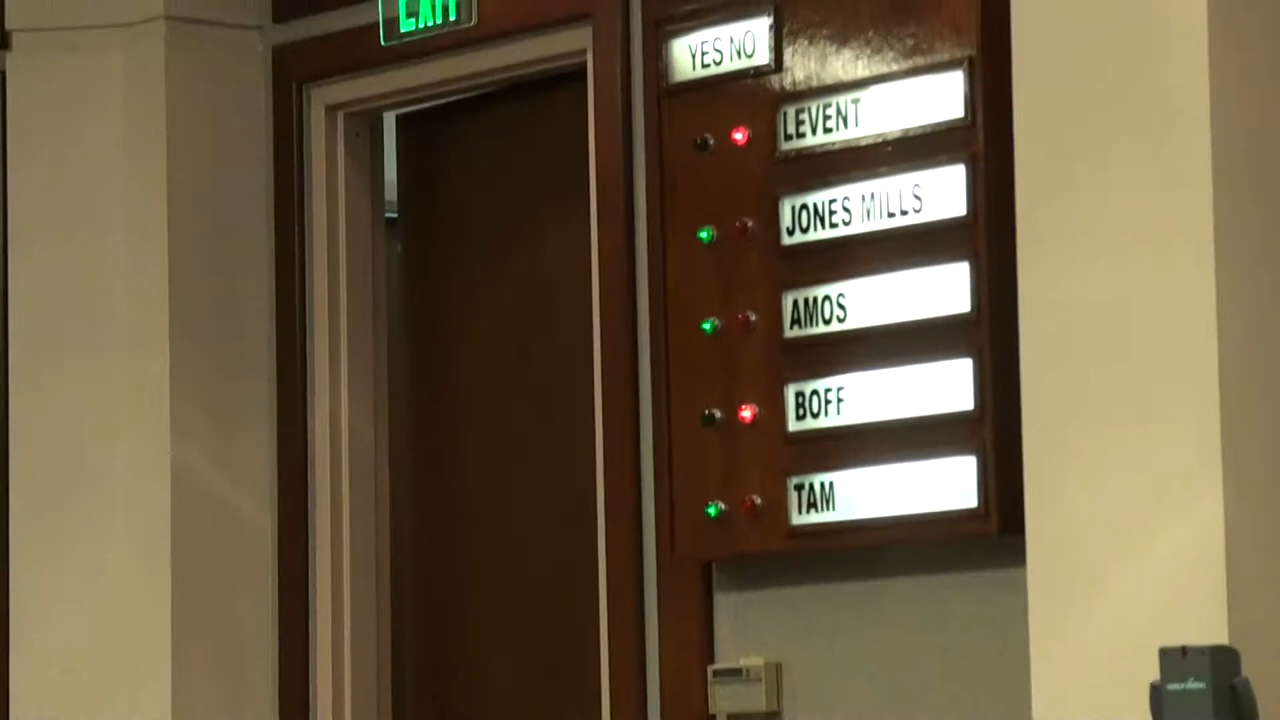 EXIT
YES NO
LEVENT
JONES MILLS
AMOS
BOFF
TAM